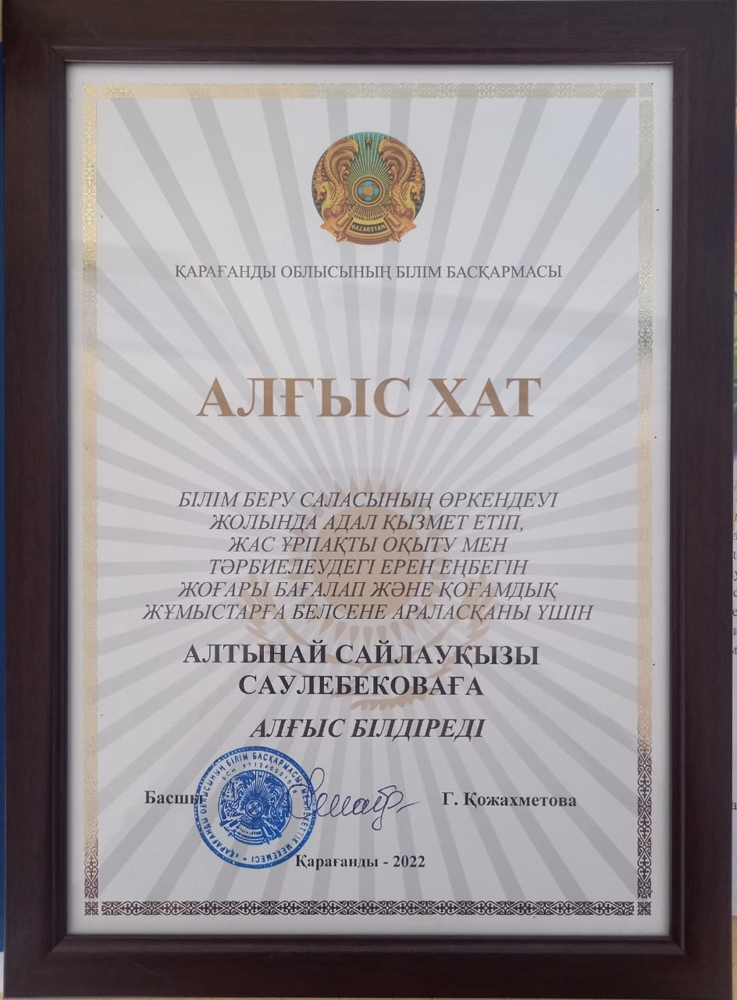 QAZAQSTAN
ҚАРАҒАНДЫ ОБЛЫСЫНЫҢ БІЛІМ БАСҚАРМАСЫ
АЛҒЫС ХАТ
БІЛІМ БЕРУ САЛАСЫНЫҢ ӨРКЕНДЕУІ
ЖОЛЫНДА АДАЛ ҚЫЗМЕТ ЕТІП,
ЖАС ҰРПАҚТЫ ОҚЫТУ МЕН
ТӘРБИЕЛЕУДЕГІ ЕРЕН ЕҢБЕГІН
ЖОҒАРЫ БАҒАЛАП ЖӘНЕ ҚОҒАМДЫҚ
ЖҰМЫСТАРҒА БЕЛСЕНЕ АРАЛАСҚАНЫ ҮШІН
АЛТЫНАЙ САЙЛАУҚЫЗЫ
САУЛЕБЕКОВАҒА
АЛҒЫС БІЛДІРЕДІ
Басшы Г. Қожахметова
«ҚАРАҒАНДЫ ОБЛЫСЫНЫҢ БІЛІМ БАСҚАРМАСЫ» МЕМЛЕКЕТТІК МЕКЕМЕСІ
БСН
Қарағанды - 2022